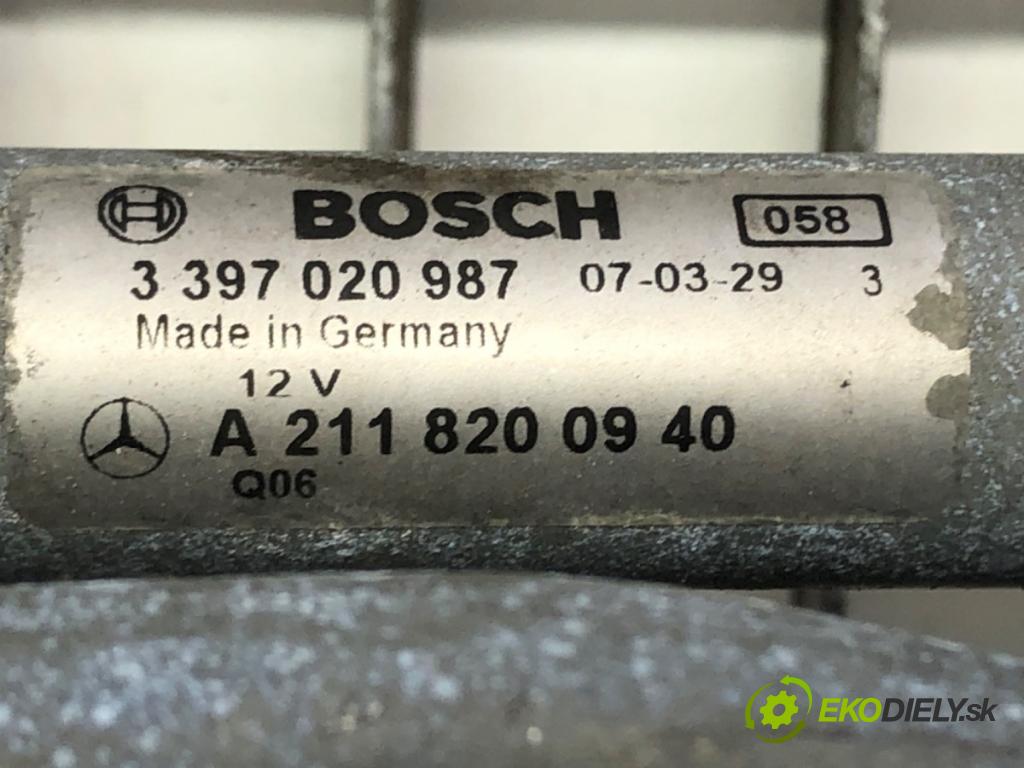 BOSCH 058
3 397 020 987 07-03-29 3
Made in Germany
12 V
A 211 820 09 40
Q06
EKODIELY.sk